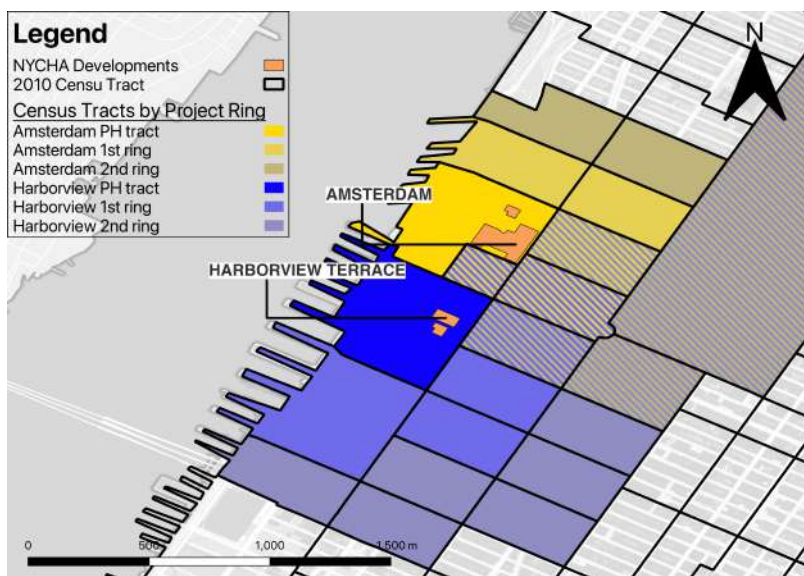 Legend
NYCHA Developments
2010 Censu Tract
Census Tracts by Project Ring
Amsterdam PH tract
Amsterdam 1st ring
Amsterdam 2nd ring
Harborview PH tract
Harborview 1st ring
Harborview 2nd ring
N
AMSTERDAM
HARBORVIEW TERRACE
0 500 1,000 1,500 m